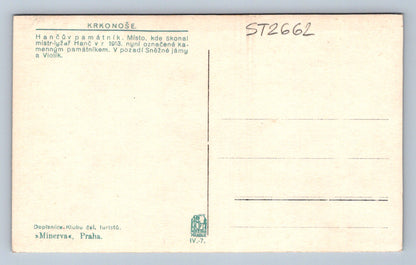 KRKONOŠE.
ST2662
Hančův památník. Místo, kde skonal
mistr-lyžař Hanč v r. 1913. nyní označené ka-
menným památníkem. V pozadí Sněžné jámy
a Violík.
Dopisnice Klubu čsl. turistů.
»Minerva«, Praha.
IV.-7.